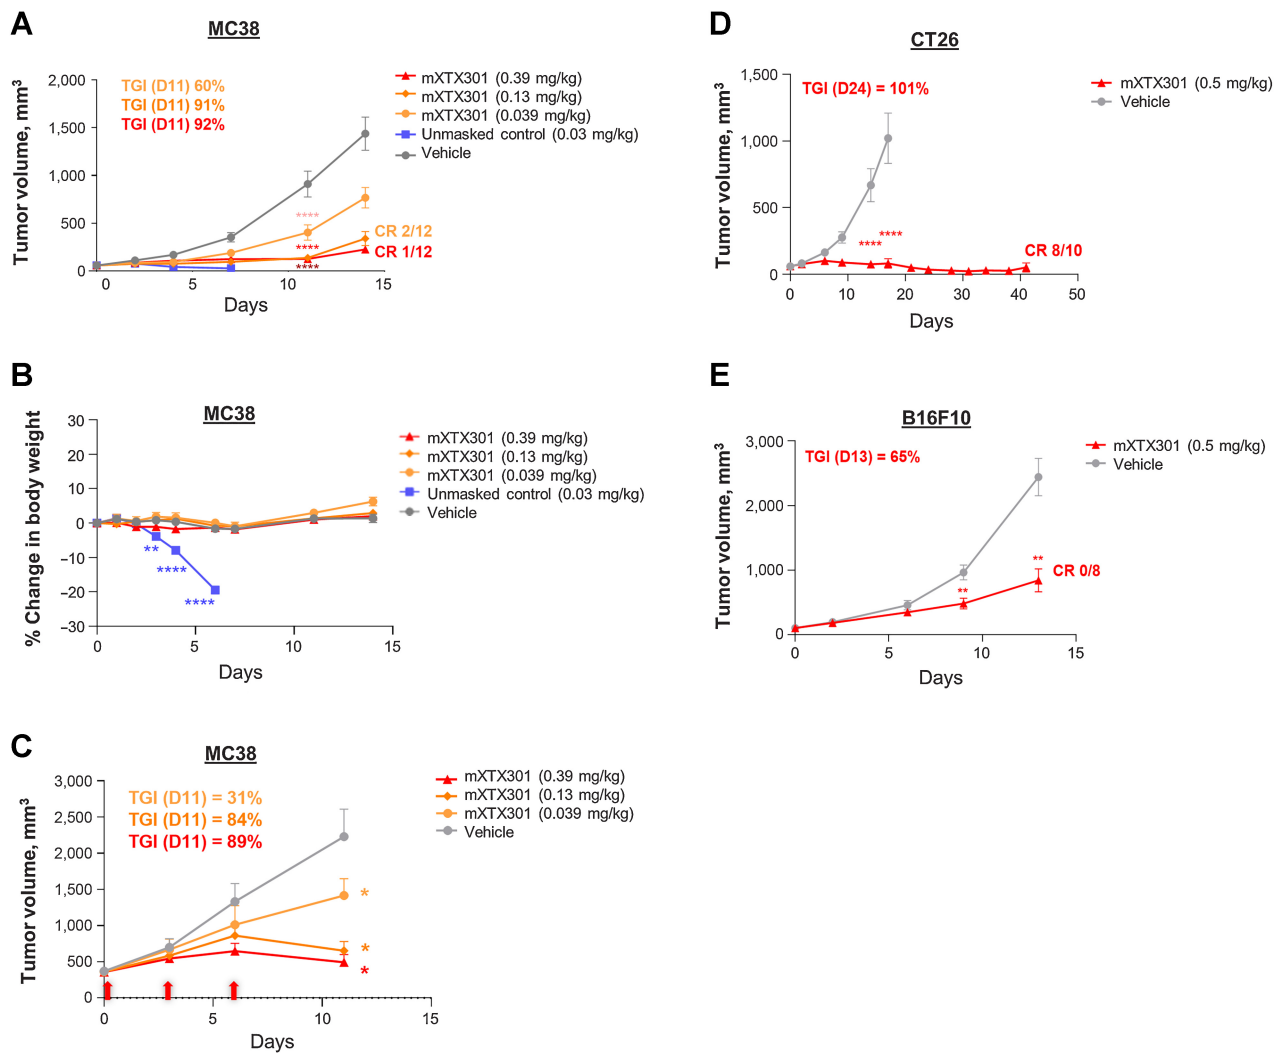 A
MC38
Tumor volume, mm³
2,000
1,500
1,000
500
0
TGI (D11) 60%
TGI (D11) 91%
TGI (D11) 92%
****
****
****
CR 2/12
CR 1/12
0
5
10
15
Days
mXTX301 (0.39 mg/kg)
mXTX301 (0.13 mg/kg)
mXTX301 (0.039 mg/kg)
Unmasked control (0.03 mg/kg)
Vehicle
B
MC38
% Change in body weight
30
20
10
0
–10
–20
–30
**
****
****
0
5
10
15
Days
mXTX301 (0.39 mg/kg)
mXTX301 (0.13 mg/kg)
mXTX301 (0.039 mg/kg)
Unmasked control (0.03 mg/kg)
Vehicle
C
MC38
Tumor volume, mm³
3,000
2,500
2,000
1,500
1,000
500
0
TGI (D11) = 31%
TGI (D11) = 84%
TGI (D11) = 89%
*
*
*
0
5
10
15
Days
mXTX301 (0.39 mg/kg)
mXTX301 (0.13 mg/kg)
mXTX301 (0.039 mg/kg)
Vehicle
D
CT26
Tumor volume, mm³
1,500
1,000
500
0
TGI (D24) = 101%
****
****
CR 8/10
0
10
20
30
40
50
Days
mXTX301 (0.5 mg/kg)
Vehicle
E
B16F10
Tumor volume, mm³
3,000
2,000
1,000
0
TGI (D13) = 65%
**
**
CR 0/8
0
5
10
15
Days
mXTX301 (0.5 mg/kg)
Vehicle